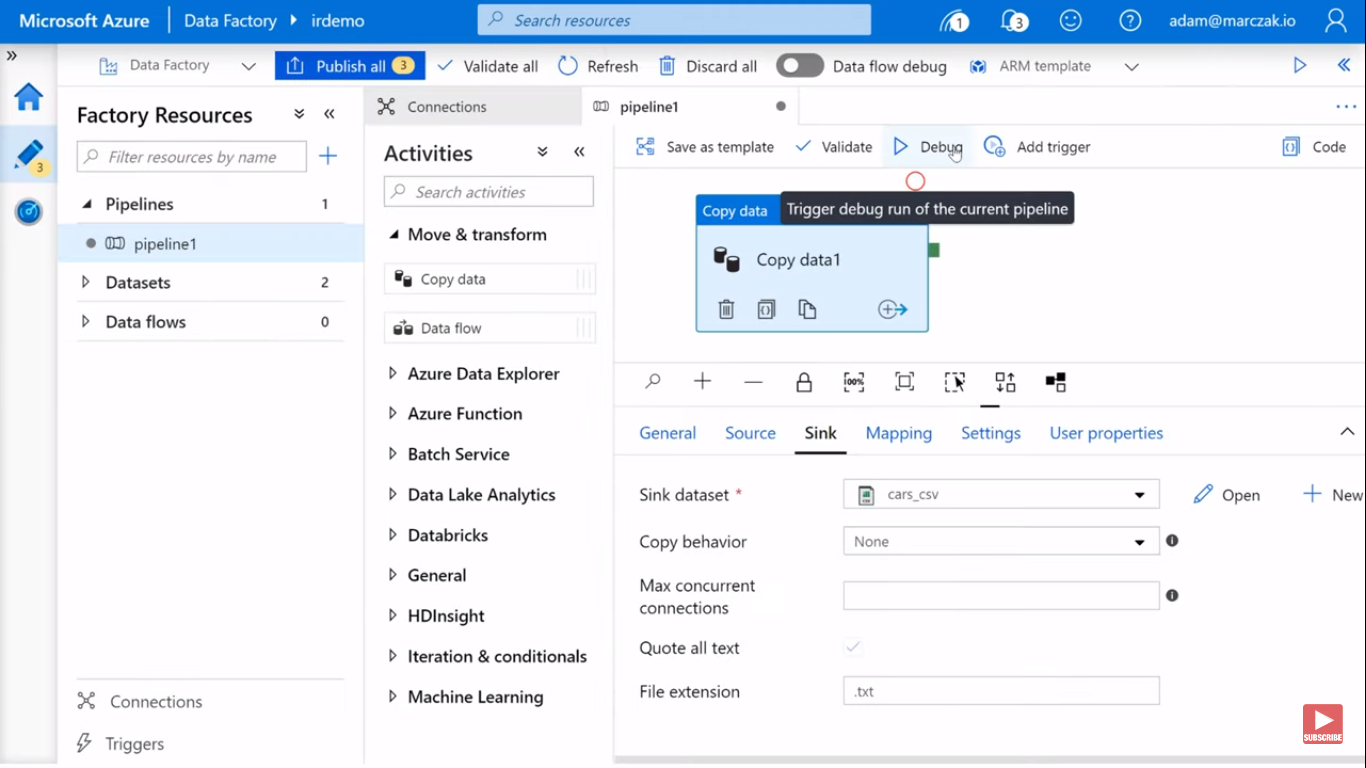 Microsoft Azure
Data Factory
irdemo
Search resources
1
3
adam@marczak.io
Data Factory
Publish all
3
Validate all
Refresh
Discard all
Data flow debug
ARM template
3
Factory Resources
Filter resources by name
Pipelines 1
pipeline1
Datasets 2
Data flows 0
Connections
Triggers
Connections
pipeline1
Activities
Search activities
Move & transform
Copy data
Data flow
Azure Data Explorer
Azure Function
Batch Service
Data Lake Analytics
Databricks
General
HDInsight
Iteration & conditionals
Machine Learning
Save as template
Validate
Debug
Add trigger
Code
Copy data
Trigger debug run of the current pipeline
Copy data1
100%
General
Source
Sink
Mapping
Settings
User properties
Sink dataset *
cars_csv
Open
New
Copy behavior
None
Max concurrent
connections
Quote all text
File extension
.txt
SUBSCRIBE